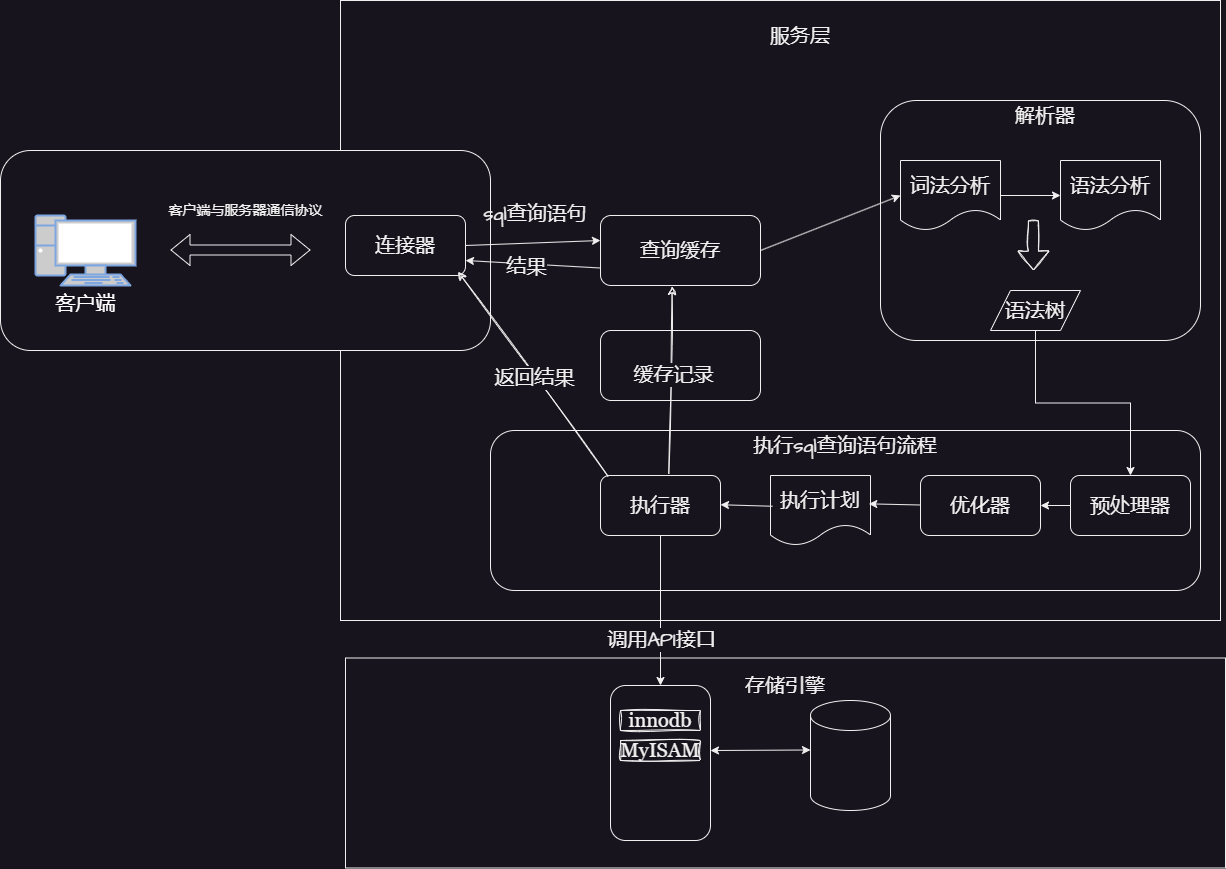 服务层
解析器
词法分析
语法分析
客户端与服务器通信协议
sql查询语句
连接器
查询缓存
结果
客户端
语法树
返回结果
缓存记录
执行sql查询语句流程
执行器
执行计划
优化器
预处理器
调用API接口
存储引擎
innodb
MyISAM